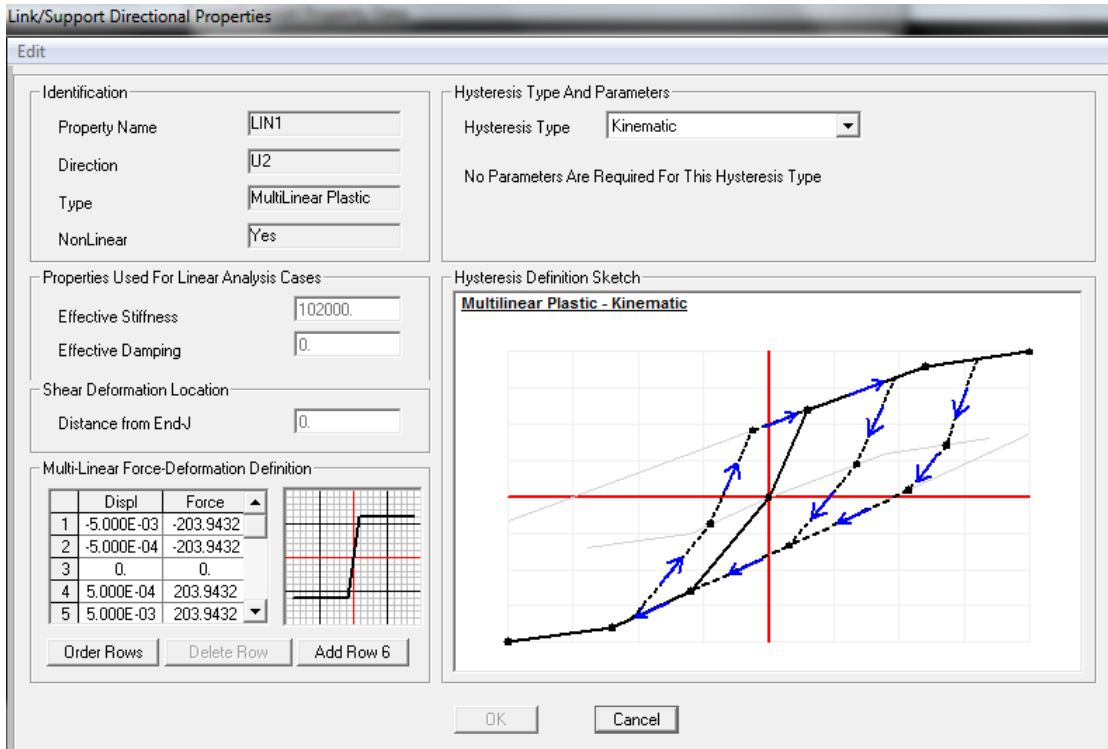 Link/Support Directional Properties
Edit
Identification
Property Name LIN1
Direction U2
Type MultiLinear Plastic
NonLinear Yes
Properties Used For Linear Analysis Cases
Effective Stiffness 102000.
Effective Damping 0.
Shear Deformation Location
Distance from End-J 0.
Multi-Linear Force-Deformation Definition
Displ Force
1 -5.000E-03 -203.9432
2 -5.000E-04 -203.9432
3 0. 0.
4 5.000E-04 203.9432
5 5.000E-03 203.9432
Order Rows Delete Row Add Row 6
Hysteresis Type And Parameters
Hysteresis Type Kinematic
No Parameters Are Required For This Hysteresis Type
Hysteresis Definition Sketch
Multilinear Plastic - Kinematic
OK Cancel